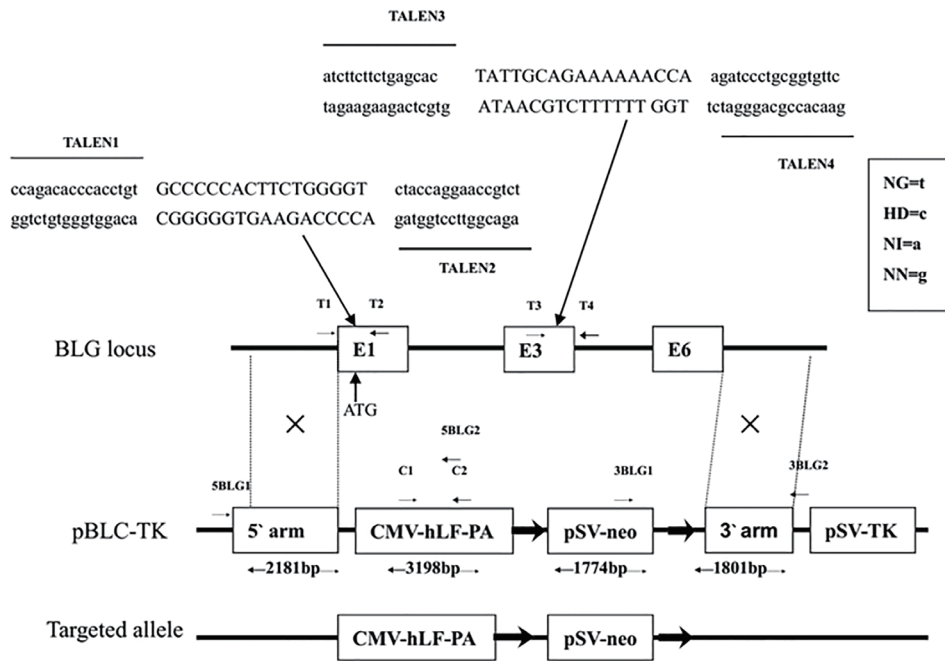 TALEN3
atcttcttctgagcac TATTGCAGAAAAAACCA agatccctgcggtgttc
tagaagaagactcgtg ATAACGTCTTTTTT GGT tctagggacgccacaag
TALEN1
TALEN4
ccagacacccacctgt GCCCCCACTTCTGGGGT ctaccaggaaccgtct
ggtctgtgggtggaca CGGGGGTGAAGACCCCA gatggtccttggcaga
TALEN2
NG=t
HD=c
NI=a
NN=g
T1 T2 T3 T4
BLG locus E1 E3 E6
ATG
5BLG2
5BLG1 C1 C2 3BLG1 3BLG2
pBLC-TK 5` arm CMV-hLF-PA pSV-neo 3` arm pSV-TK
2181bp 3198bp 1774bp 1801bp
Targeted allele CMV-hLF-PA pSV-neo